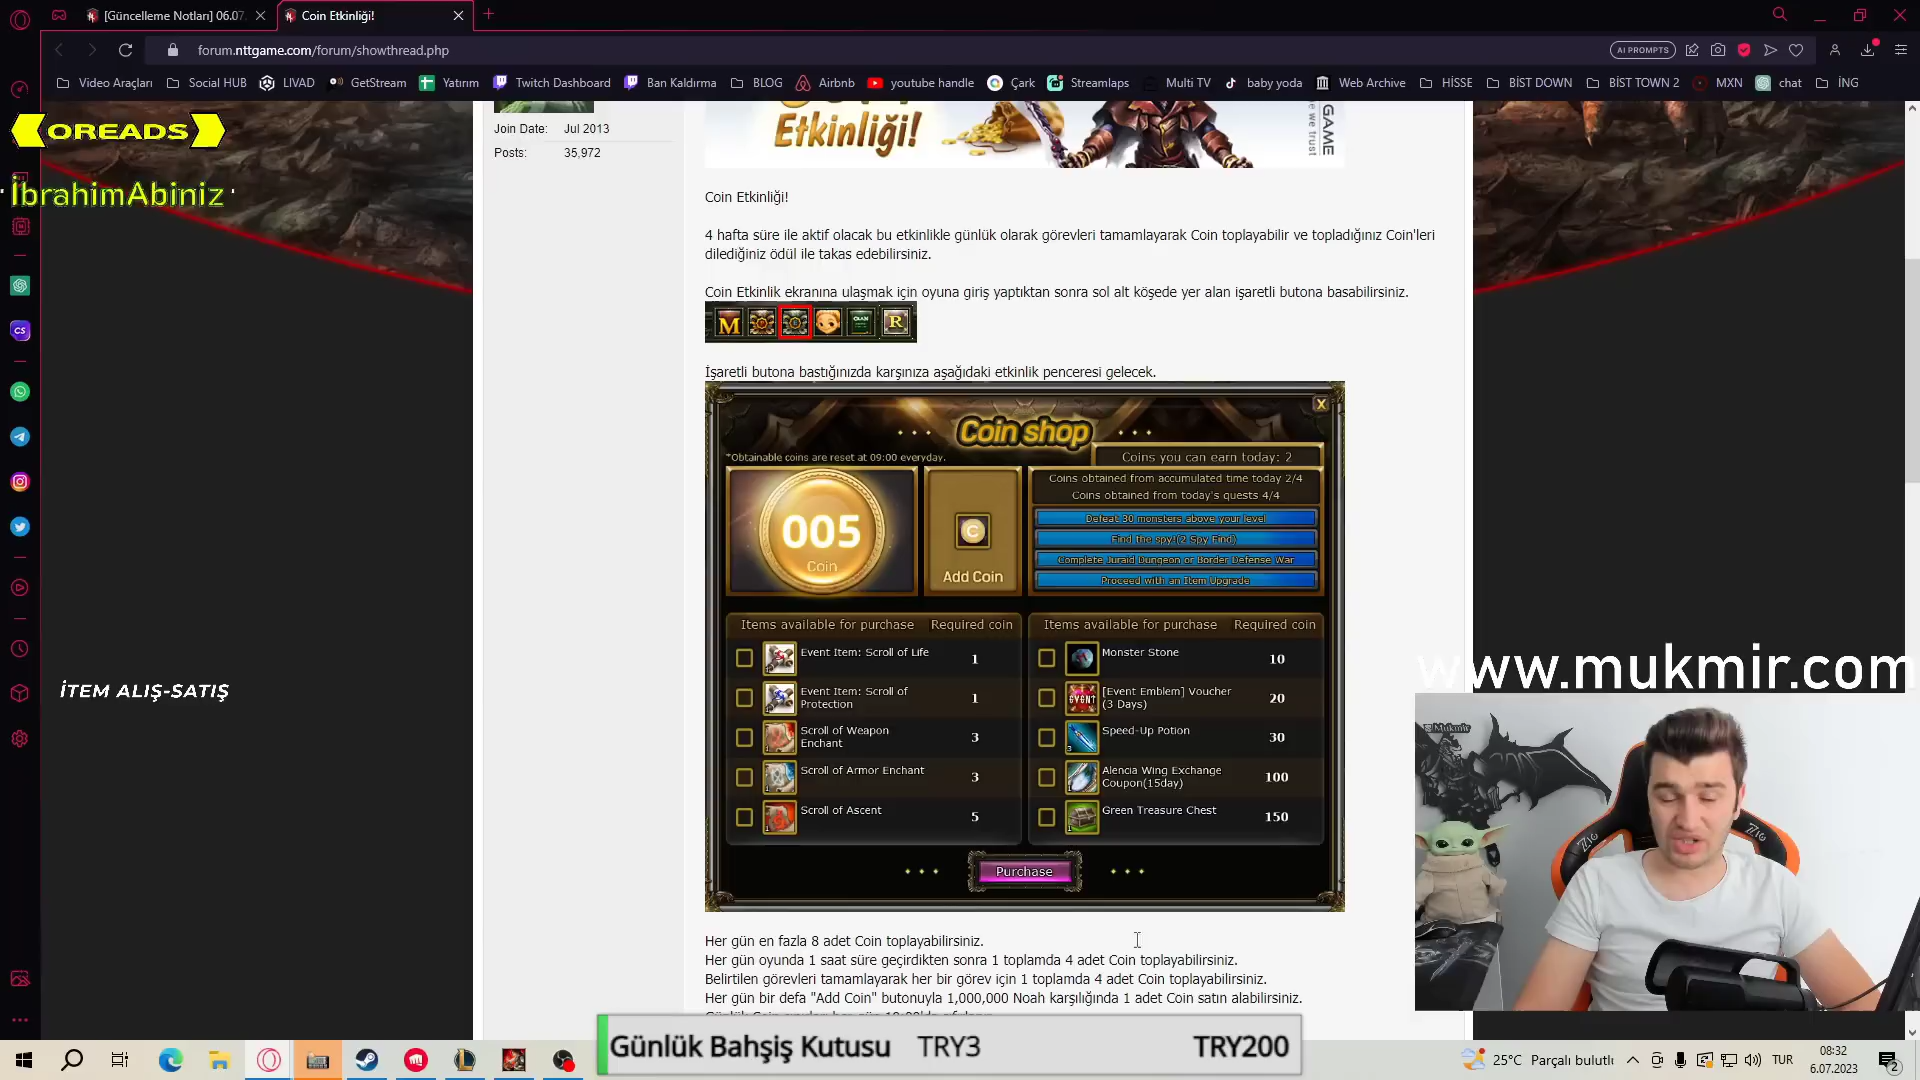 [Güncelleme Notları] 06.07.
Coin Etkinliği!
forum.nttgame.com/forum/showthread.php
AI PROMPTS
Video Araçları
Social HUB
LIVAD
GetStream
Yatırım
Twitch Dashboard
Ban Kaldırma
BLOG
Airbnb
youtube handle
Çark
Streamlaps
Multi TV
baby yoda
Web Archive
HİSSE
BİST DOWN
BİST TOWN 2
MXN
chat
İNG
OREADS
İbrahimAbiniz
Join Date: Jul 2013
Posts: 35,972
Etkinliği!
GAME
we trust
Coin Etkinliği!
4 hafta süre ile aktif olacak bu etkinlikle günlük olarak görevleri tamamlayarak Coin toplayabilir ve topladığınız Coin'leri
dilediğiniz ödül ile takas edebilirsiniz.
Coin Etkinlik ekranına ulaşmak için oyuna giriş yaptıktan sonra sol alt köşede yer alan işaretli butona basabilirsiniz.
M
R
İşaretli butona bastığınızda karşınıza aşağıdaki etkinlik penceresi gelecek.
Coin shop
X
*Obtainable coins are reset at 09:00 everyday.
Coins you can earn today: 2
Coins obtained from accumulated time today 2/4
Coins obtained from today's quests 4/4
005
Coin
C
Add Coin
Defeat 30 monsters above your level
Find the spy!(2 Spy Find)
Complete Juraid Dungeon or Border Defense War
Proceed with an Item Upgrade
Items available for purchase Required coin
Event Item: Scroll of Life 1
Event Item: Scroll of
Protection 1
Scroll of Weapon
Enchant 3
Scroll of Armor Enchant 3
Scroll of Ascent 5
Items available for purchase Required coin
Monster Stone 10
[Event Emblem] Voucher
(3 Days) 20
Speed-Up Potion 30
Alencia Wing Exchange
Coupon(15day) 100
Green Treasure Chest 150
Purchase
Her gün en fazla 8 adet Coin toplayabilirsiniz.
Her gün oyunda 1 saat süre geçirdikten sonra 1 toplamda 4 adet Coin toplayabilirsiniz.
Belirtilen görevleri tamamlayarak her bir görev için 1 toplamda 4 adet Coin toplayabilirsiniz.
Her gün bir defa "Add Coin" butonuyla 1,000,000 Noah karşılığında 1 adet Coin satın alabilirsiniz.
İTEM ALIŞ-SATIŞ
www.mukmir.com
Mukmir
Günlük Bahşiş Kutusu TRY3 TRY200
25°C Parçalı bulutlu
TUR
08:32
6.07.2023
2